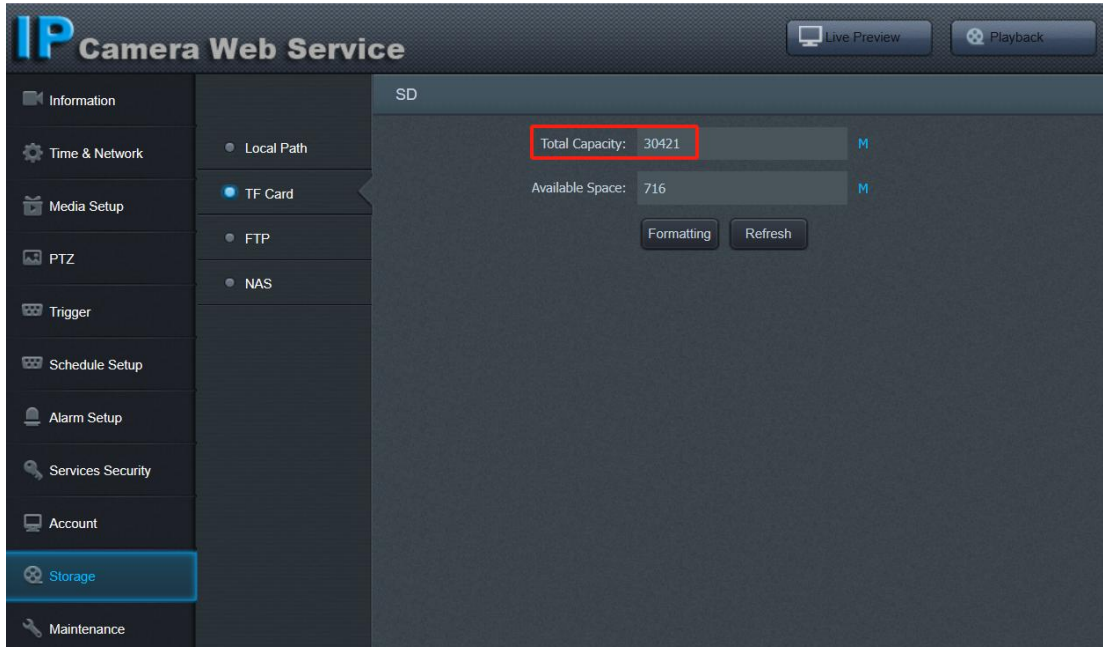 IP Camera Web Service
Live Preview
Playback
Information
Time & Network
Media Setup
PTZ
Trigger
Schedule Setup
Alarm Setup
Services Security
Account
Storage
Maintenance
Local Path
TF Card
FTP
NAS
SD
Total Capacity: 30421 M
Available Space: 716 M
Formatting Refresh